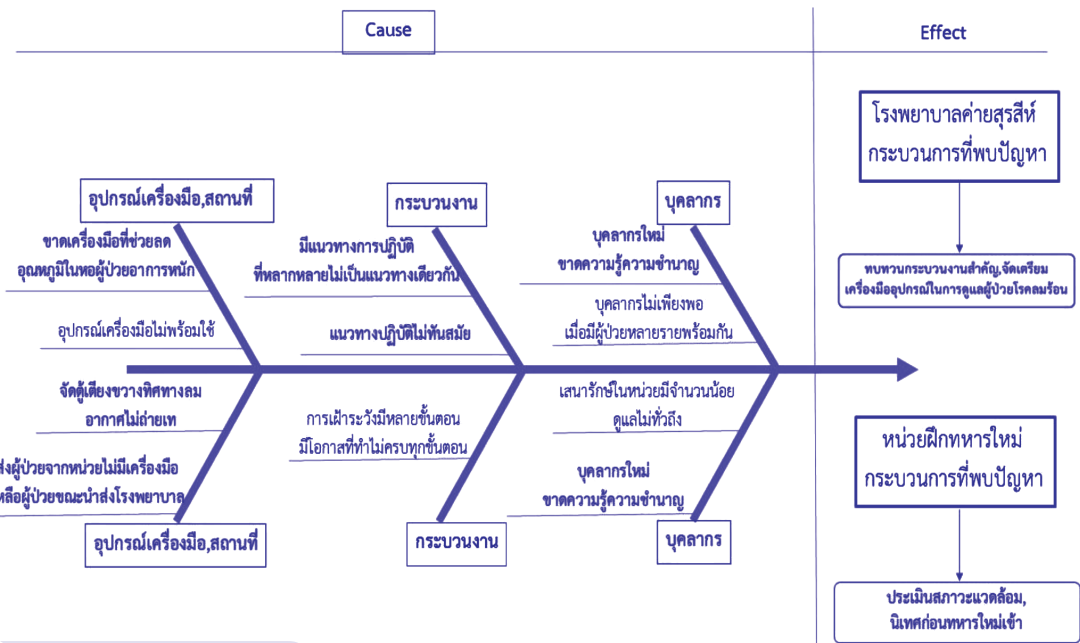 Cause
Effect
โรงพยาบาลค่ายสุรสีห์
กระบวนการที่พบปัญหา
ทบทวนกระบวนงานสำคัญ,จัดเตรียม
เครื่องมืออุปกรณ์ในการดูแลผู้ป่วยโรคลมร้อน
อุปกรณ์เครื่องมือ,สถานที่
ขาดเครื่องมือที่ช่วยลด
อุณหภูมิในหอผู้ป่วยอาการหนัก
อุปกรณ์เครื่องมือไม่พร้อมใช้
กระบวนงาน
มีแนวทางการปฏิบัติ
ที่หลากหลายไม่เป็นแนวทางเดียวกัน
แนวทางปฏิบัติไม่ทันสมัย
บุคลากร
บุคลากรใหม่
ขาดความรู้ความชำนาญ
บุคลากรไม่เพียงพอ
เมื่อมีผู้ป่วยหลายรายพร้อมกัน
จัดตู้เตียงขวางทิศทางลม
อากาศไม่ถ่ายเท
ส่งผู้ป่วยจากหน่วยไม่มีเครื่องมือ
หลือผู้ป่วยขณะนำส่งโรงพยาบาล
อุปกรณ์เครื่องมือ,สถานที่
การเฝ้าระวังมีหลายขั้นตอน
มีโอกาสที่ทำไม่ครบทุกขั้นตอน
กระบวนงาน
เสนารักษ์ในหน่วยมีจำนวนน้อย
ดูแลไม่ทั่วถึง
บุคลากรใหม่
ขาดความรู้ความชำนาญ
บุคลากร
หน่วยฝึกทหารใหม่
กระบวนการที่พบปัญหา
ประเมินสภาวะแวดล้อม,
นิเทศก่อนทหารใหม่เข้า